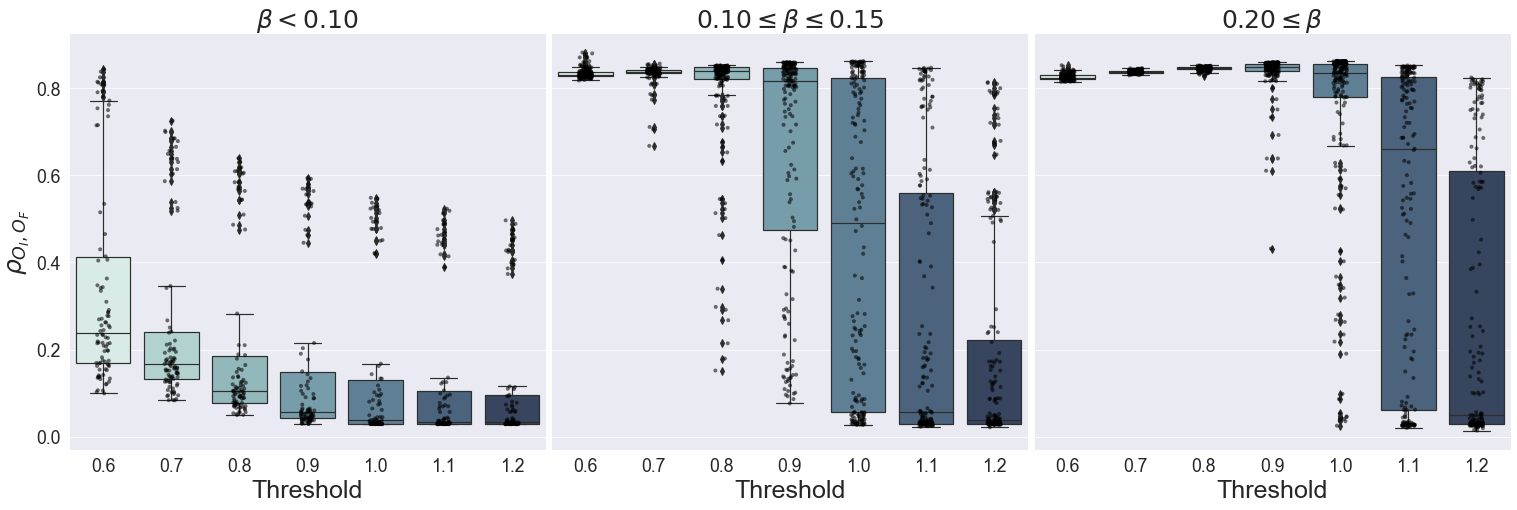 β < 0.10
0.10 ≤ β ≤ 0.15
0.20 ≤ β
ρ_{O_I, O_F}
0.8
0.6
0.4
0.2
0.0
0.6 0.7 0.8 0.9 1.0 1.1 1.2
0.6 0.7 0.8 0.9 1.0 1.1 1.2
0.6 0.7 0.8 0.9 1.0 1.1 1.2
Threshold
Threshold
Threshold